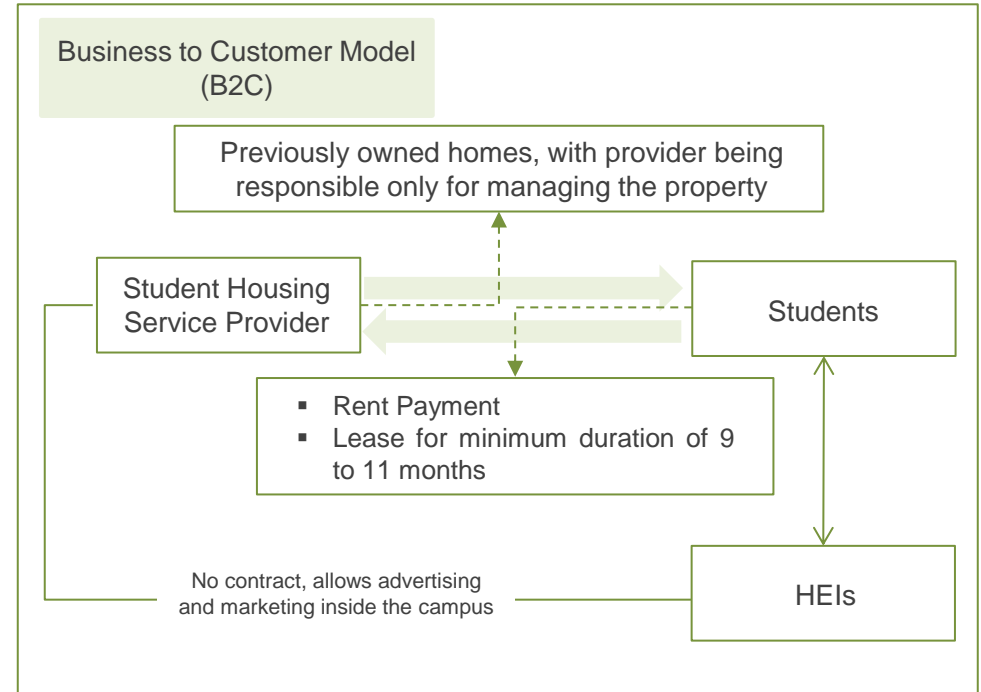 Business to Customer Model
(B2C)
Previously owned homes, with provider being
responsible only for managing the property
Student Housing
Service Provider
Students
▪ Rent Payment
▪ Lease for minimum duration of 9
to 11 months
No contract, allows advertising
and marketing inside the campus
HEIs